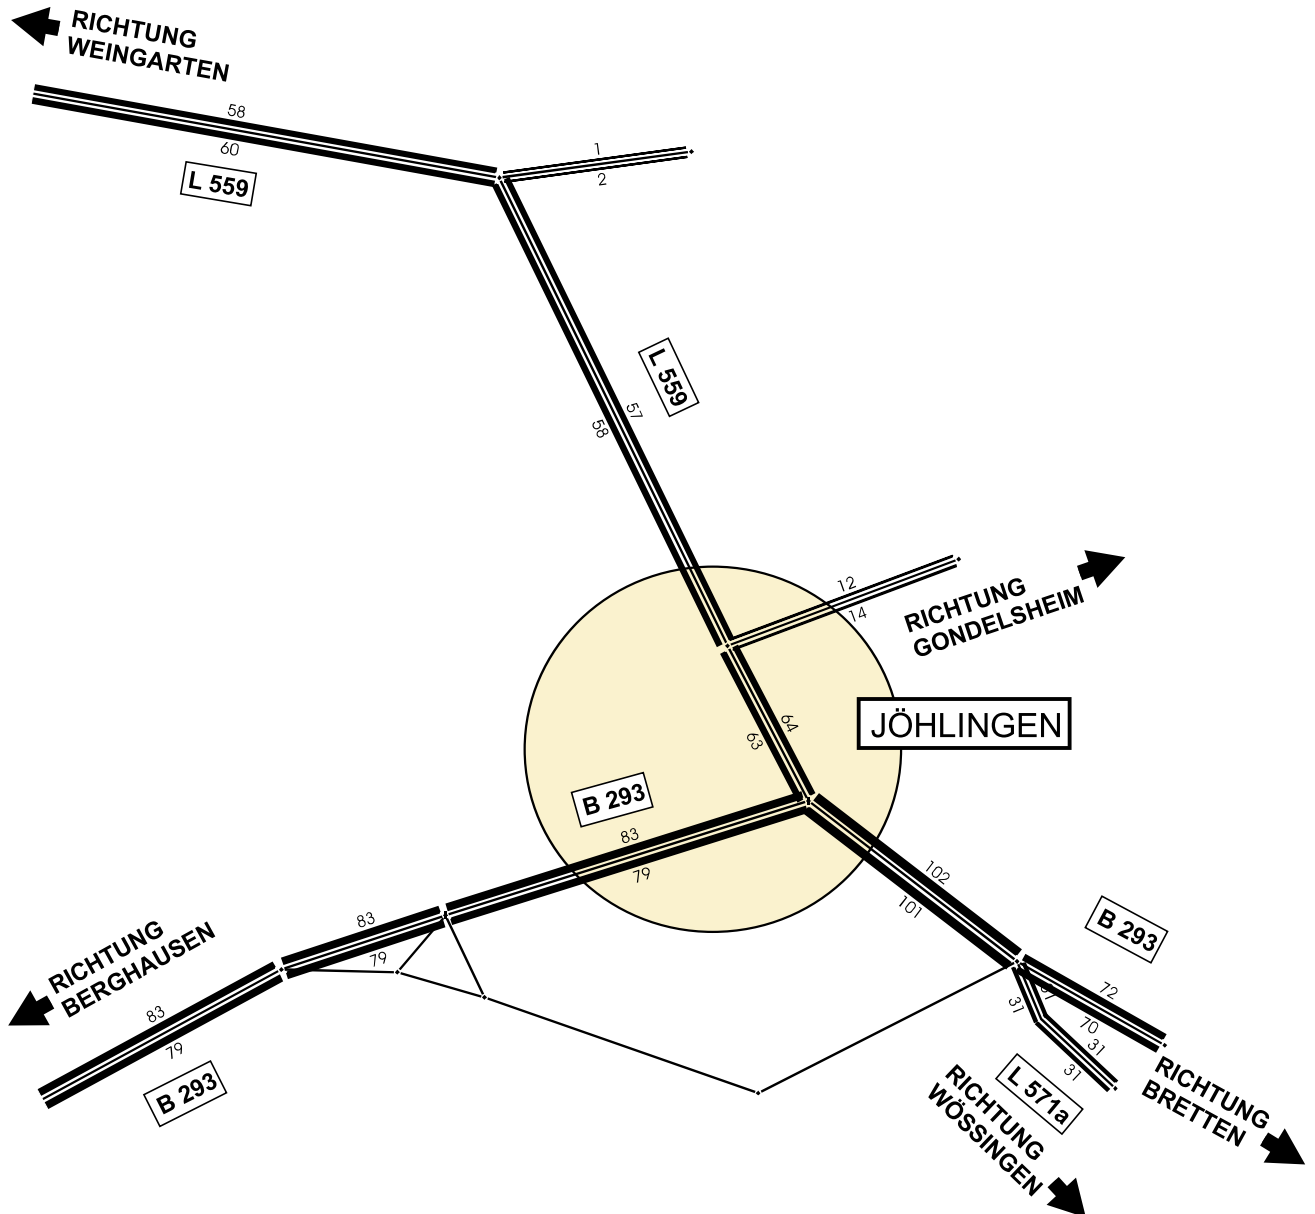 RICHTUNG
WEINGARTEN
58
60
L 559
1
2
L 559
57
58
12
14
RICHTUNG
GONDELSHEIM
JÖHLINGEN
64
63
B 293
83
79
102
101
B 293
83
79
RICHTUNG
BERGHAUSEN
83
79
B 293
72
70
31
31
31
L 571a
RICHTUNG
BRETTEN
RICHTUNG
WÖSSINGEN